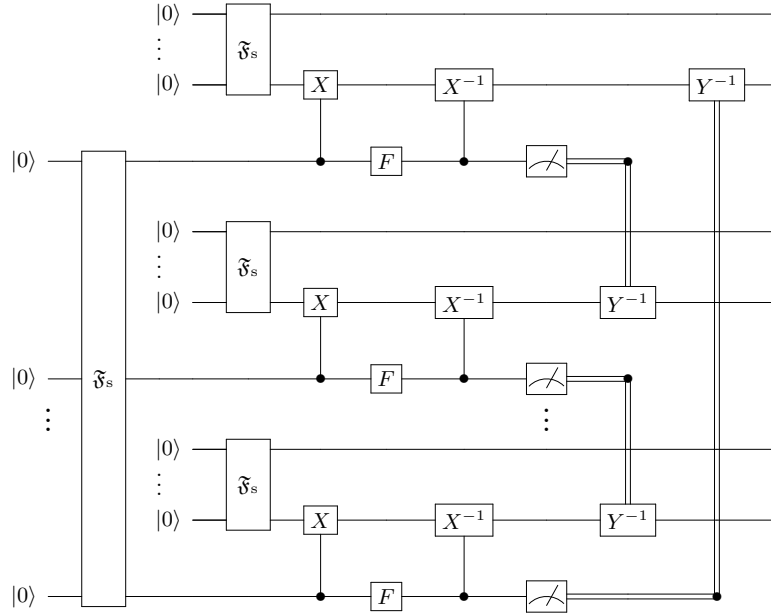 |0⟩
⋮ 𝔉ₛ
|0⟩ X X⁻¹ Y⁻¹
|0⟩ F
|0⟩
⋮ 𝔉ₛ
|0⟩ X X⁻¹ Y⁻¹
|0⟩ 𝔉ₛ F
⋮ ⋮
|0⟩
⋮ 𝔉ₛ
|0⟩ X X⁻¹ Y⁻¹
|0⟩ F